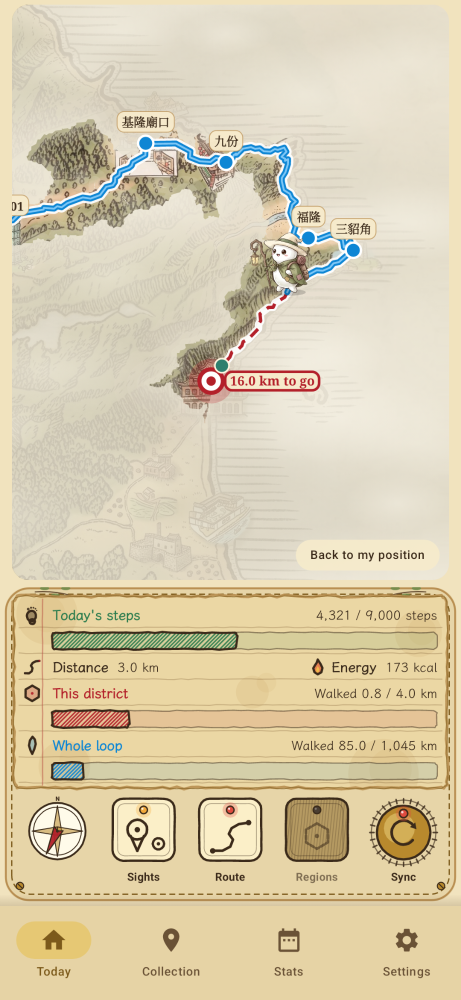 基隆廟口
九份
01
福隆
三貂角
16.0 km to go
Back to my position
Today's steps 4,321 / 9,000 steps
Distance 3.0 km Energy 173 kcal
This district Walked 0.8 / 4.0 km
Whole loop Walked 85.0 / 1,045 km
N
Sights Route Regions Sync
Today Collection Stats Settings